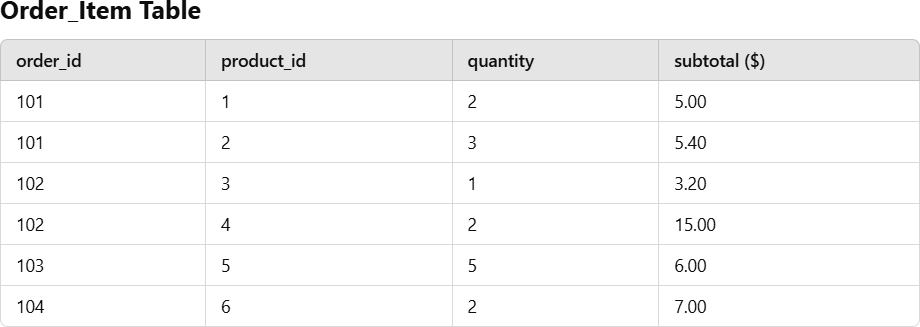 Order_Item Table
order_id product_id quantity subtotal ($)
101 1 2 5.00
101 2 3 5.40
102 3 1 3.20
102 4 2 15.00
103 5 5 6.00
104 6 2 7.00